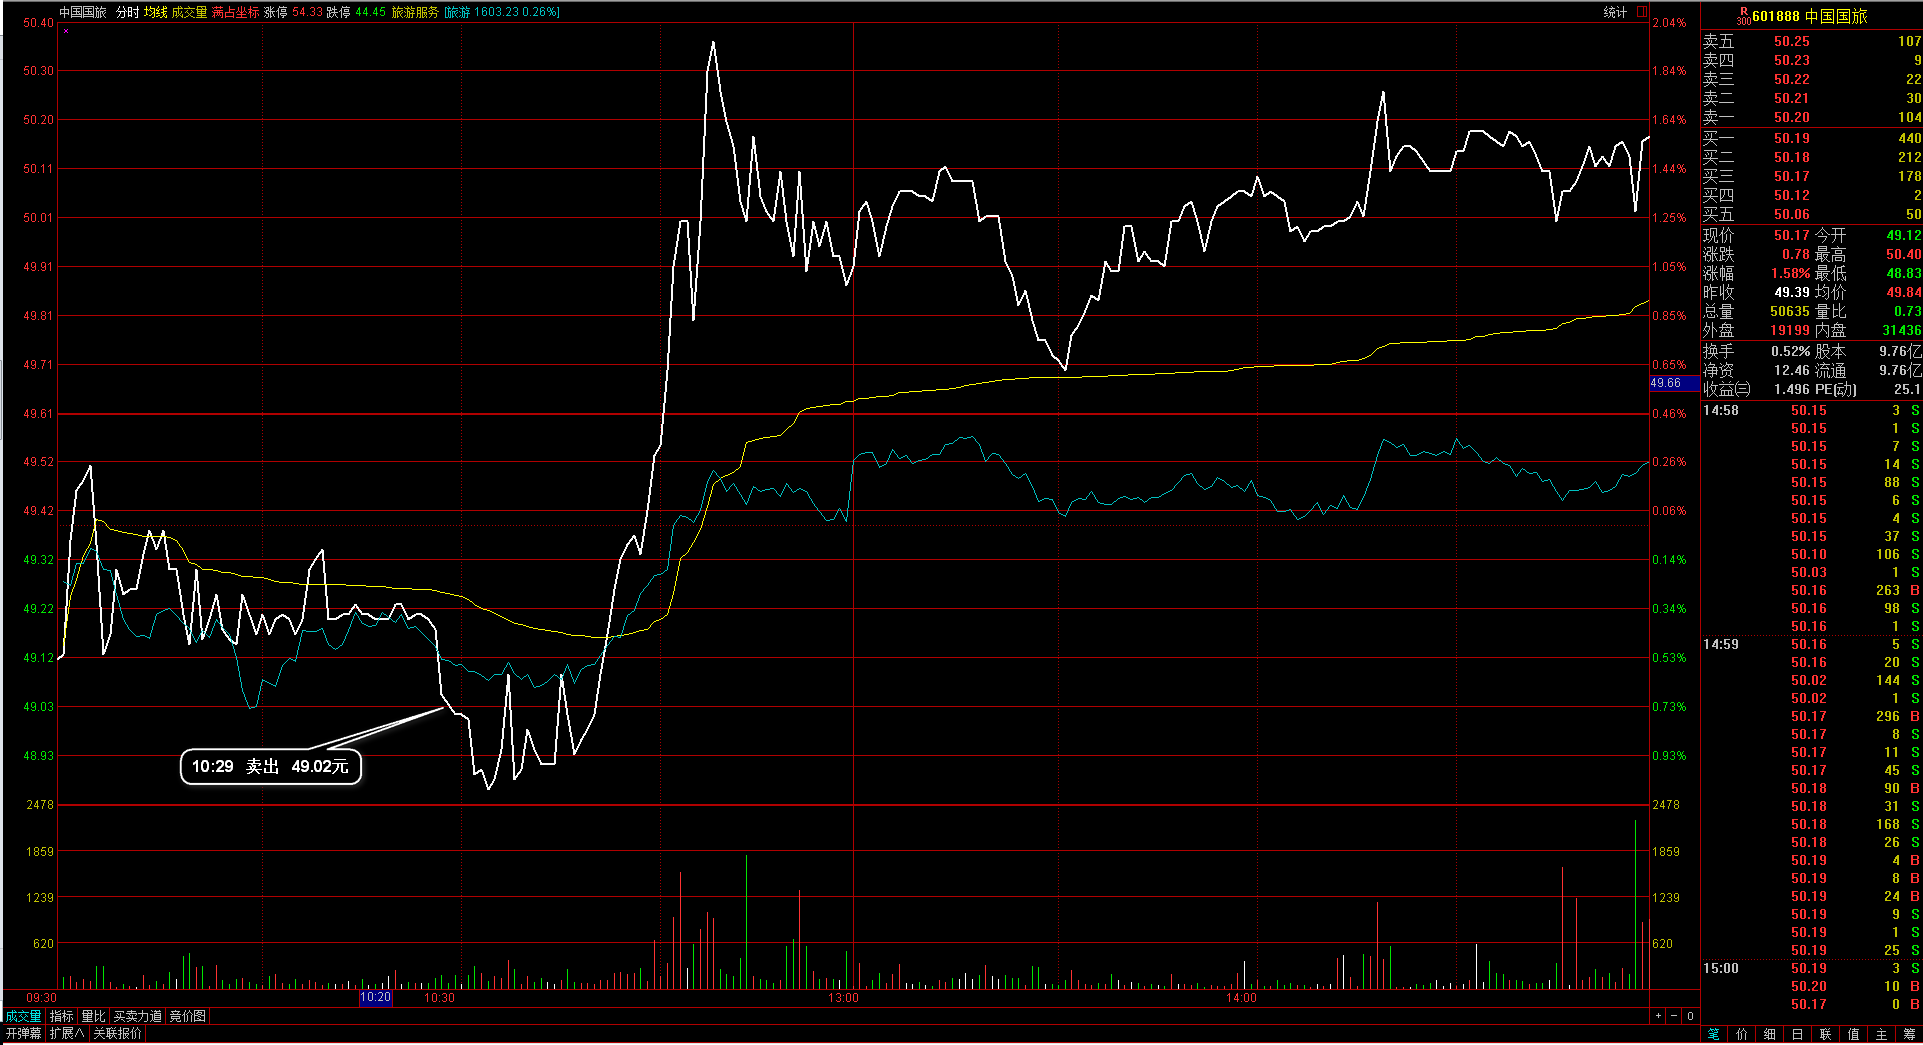 中国国旅 分时 均线 成交量 满占坐标 涨停 54.33 跌停 44.45 旅游服务 [旅游 1603.23 0.26%]
统计
50.40
50.30
50.20
50.11
50.01
49.91
49.81
49.71
49.61
49.52
49.42
49.32
49.22
49.12
49.03
48.93
2478
1859
1239
620
2.04%
1.84%
1.64%
1.44%
1.25%
1.05%
0.85%
0.65%
49.66
0.46%
0.26%
0.06%
0.14%
0.34%
0.53%
0.73%
0.93%
2478
1859
1239
620
10:29 卖出 49.02元
09:30 10:20 10:30 13:00 14:00
成交量 指标 量比 买卖力道 竞价图
+ − 0
开弹幕 扩展∧ 关联报价
R
300 601888 中国国旅
卖五 50.25 107
卖四 50.23 9
卖三 50.22 22
卖二 50.21 30
卖一 50.20 104
买一 50.19 440
买二 50.18 212
买三 50.17 178
买四 50.12 2
买五 50.06 50
现价 50.17 今开 49.12
涨跌 0.78 最高 50.40
涨幅 1.58% 最低 48.83
昨收 49.39 均价 49.84
总量 50635 量比 0.73
外盘 19199 内盘 31436
换手 0.52% 股本 9.76亿
净资 12.46 流通 9.76亿
收益㈢ 1.496 PE(动) 25.1
14:58 50.15 3 S
50.15 1 S
50.15 7 S
50.15 14 S
50.15 88 S
50.15 6 S
50.15 4 S
50.15 37 S
50.10 106 S
50.03 1 S
50.16 263 B
50.16 98 S
50.16 1 S
14:59 50.16 5 S
50.16 20 S
50.02 144 S
50.02 1 S
50.17 296 B
50.17 8 S
50.17 11 S
50.17 45 S
50.18 90 B
50.18 31 S
50.18 168 S
50.18 26 S
50.19 4 B
50.19 8 B
50.19 24 B
50.19 9 S
50.19 1 S
50.19 25 S
15:00 50.19 3 S
50.20 10 B
50.17 0 B
笔 价 细 日 联 值 主 筹